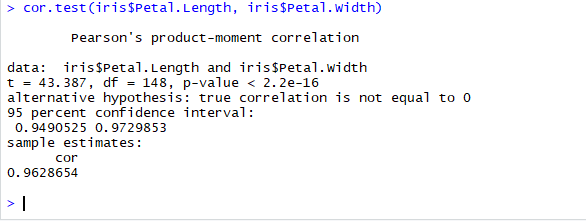 > cor.test(iris$Petal.Length, iris$Petal.Width)
Pearson's product-moment correlation
data:  iris$Petal.Length and iris$Petal.Width
t = 43.387, df = 148, p-value < 2.2e-16
alternative hypothesis: true correlation is not equal to 0
95 percent confidence interval:
0.9490525 0.9729853
sample estimates:
cor
0.9628654
>